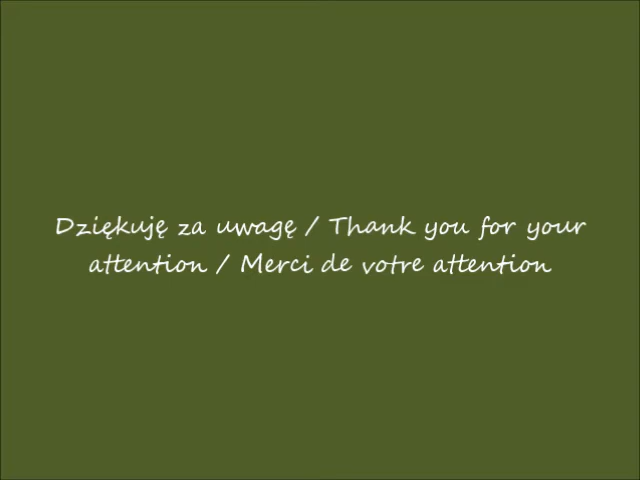 Dziękuję za uwagę / Thank you for your
attention / Merci de votre attention